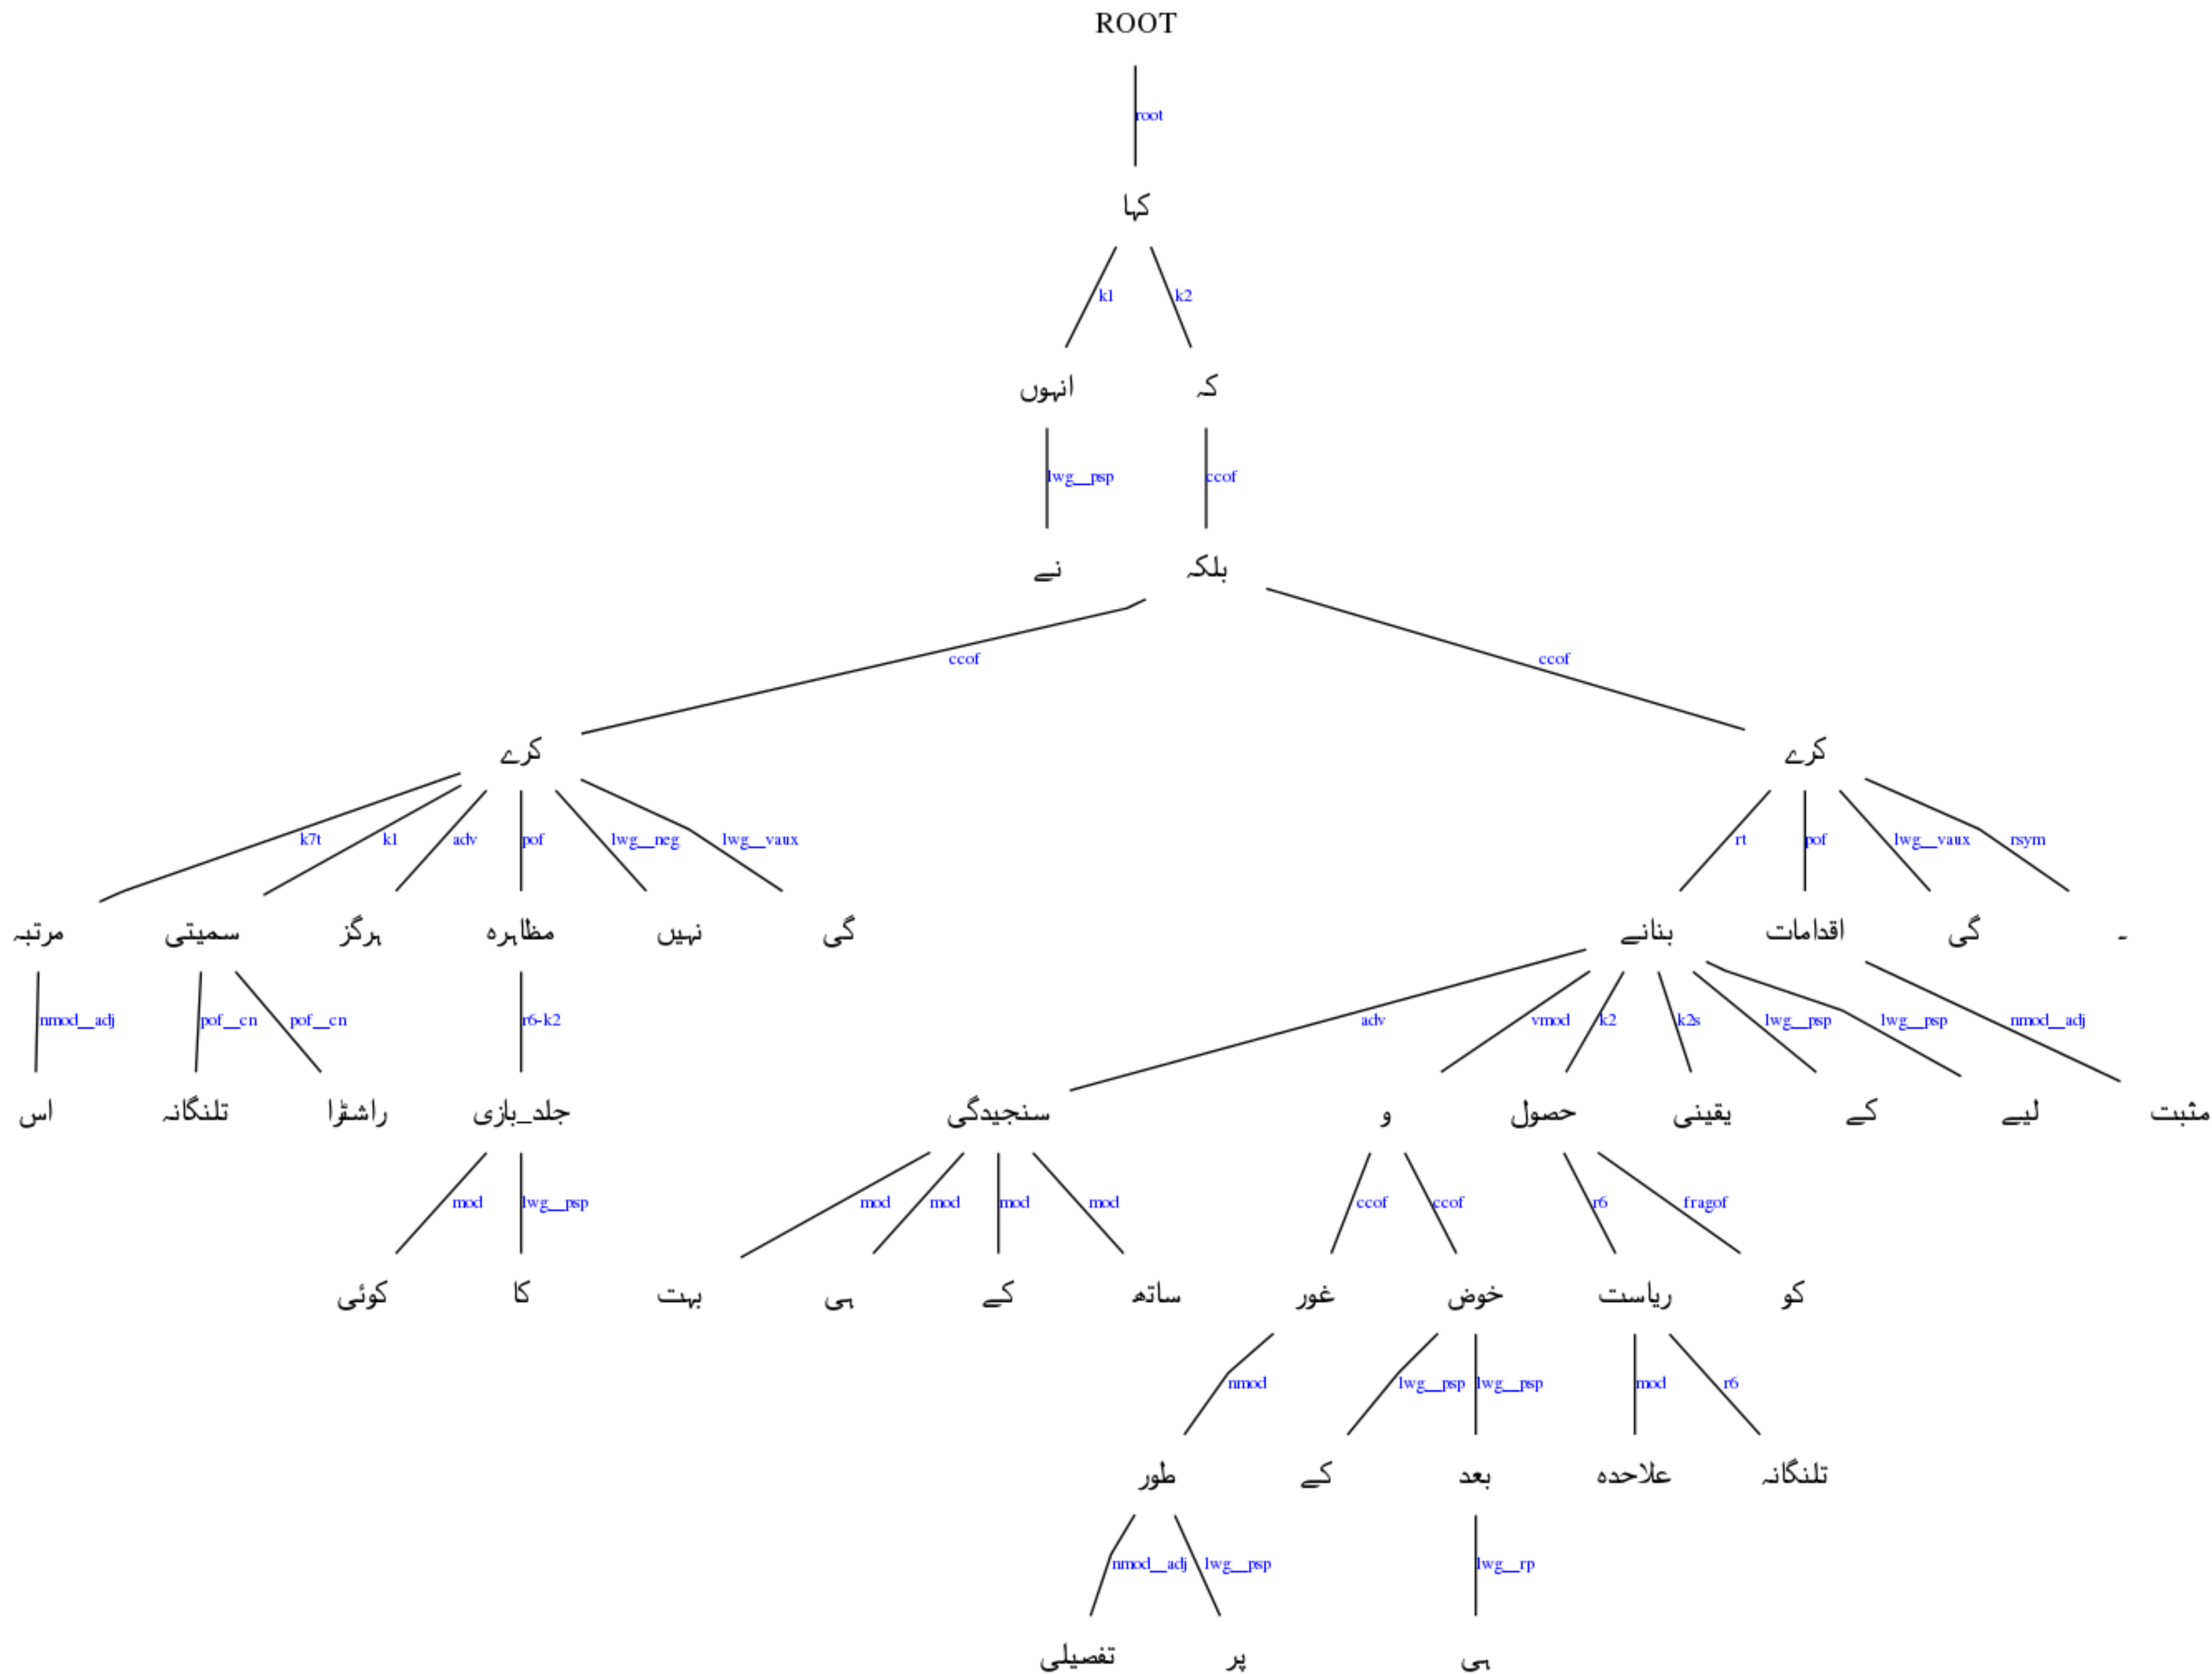 ROOT
root
کہا
k1 k2
انہوں کہ
lwg__psp ccof
نے بلکہ
ccof ccof
کرے کرے
k7t k1 adv pof lwg__neg lwg__vaux rt pof lwg__vaux rsym
مرتبہ سمیتی ہرگز مظاہرہ نہیں گی بنانے اقدامات گی ۔
nmod__adj pof__cn pof__cn r6-k2 adv vmod k2 k2s lwg__psp lwg__psp nmod__adj
اس تلنگانہ راشٹرا جلد_بازی سنجیدگی و حصول یقینی کے لیے مثبت
mod lwg__psp mod mod mod mod ccof ccof r6 fragof
کوئی کا بہت ہی کے ساتھ غور خوض ریاست کو
nmod lwg__psp lwg__psp mod r6
طور کے بعد علاحدہ تلنگانہ
nmod__adj lwg__psp lwg__rp
تفصیلی پر ہی